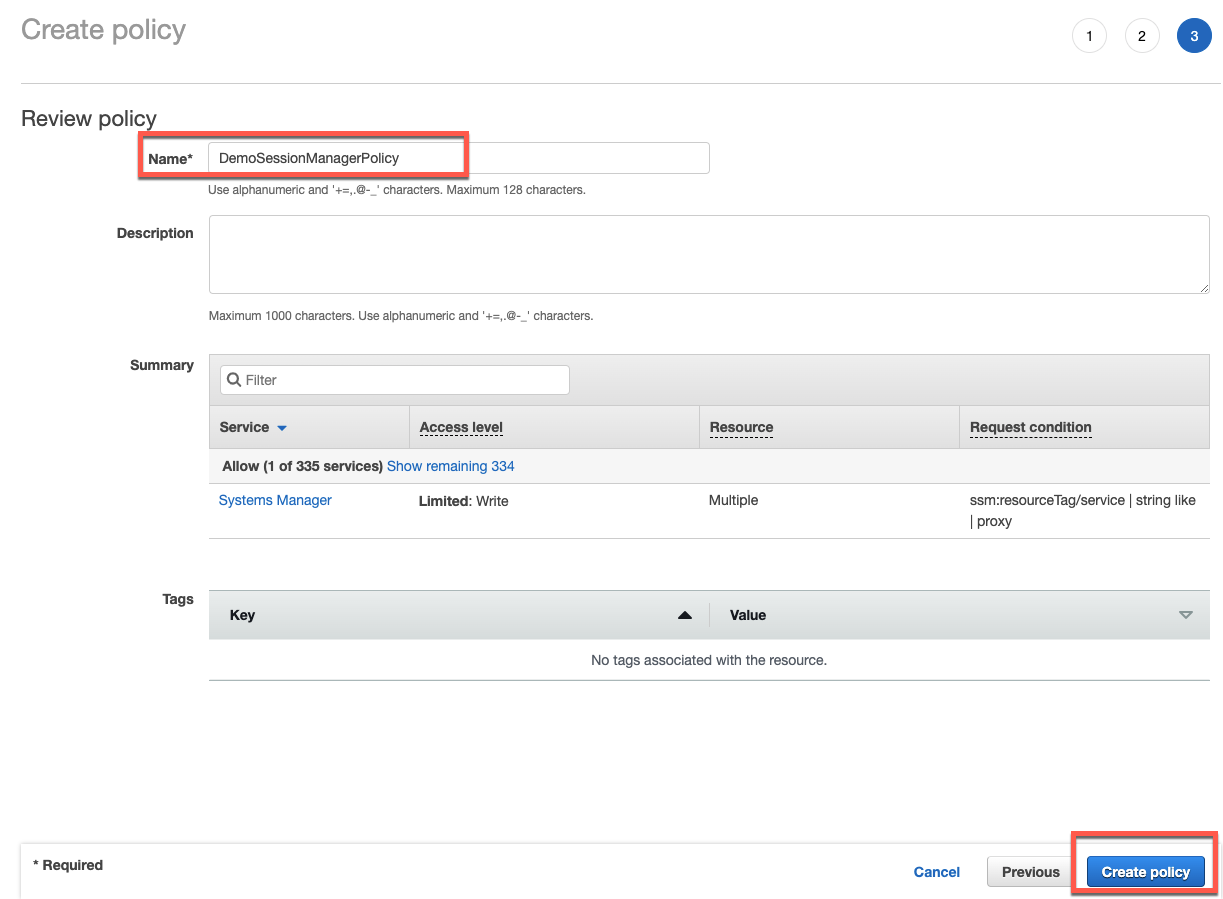 Create policy
1 2 3
Review policy
Name* DemoSessionManagerPolicy
Use alphanumeric and '+=,.@-_' characters. Maximum 128 characters.
Description
Maximum 1000 characters. Use alphanumeric and '+=,.@-_' characters.
Summary Filter
Service Access level Resource Request condition
Allow (1 of 335 services) Show remaining 334
Systems Manager Limited: Write Multiple ssm:resourceTag/service | string like
| proxy
Tags
Key Value
No tags associated with the resource.
* Required
Cancel Previous Create policy